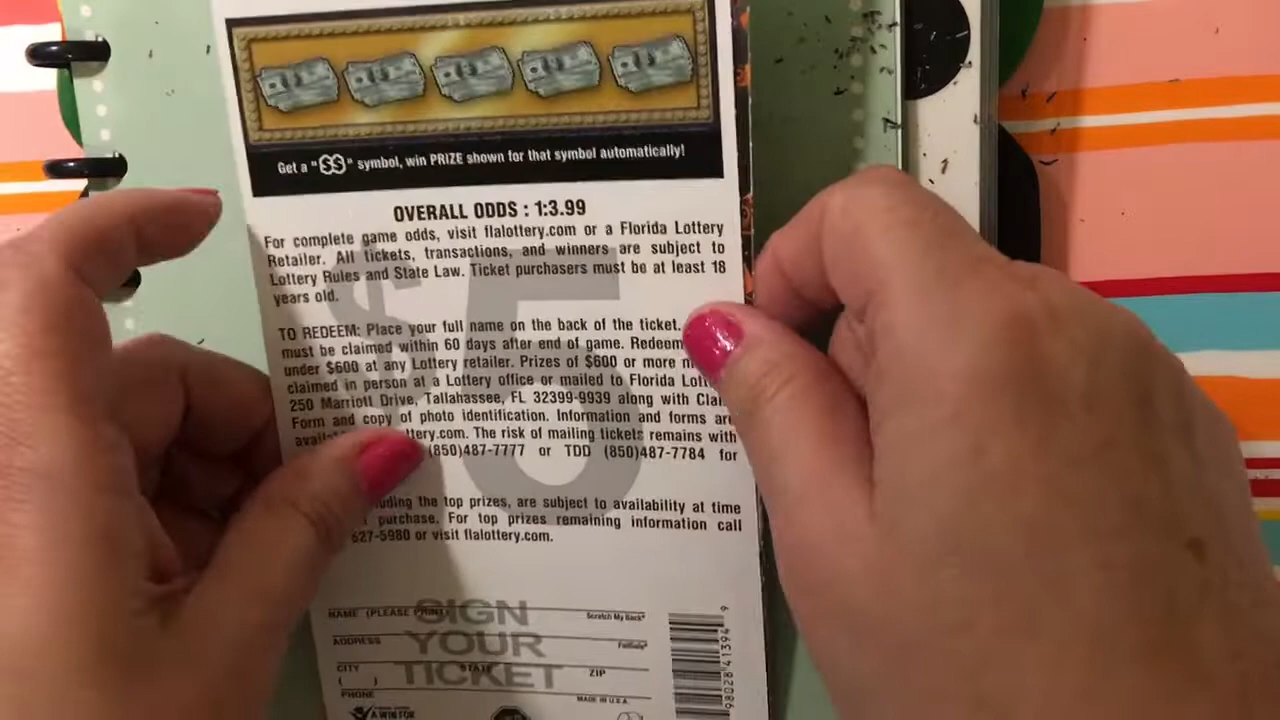 Get a "$$" symbol, win PRIZE shown for that symbol automatically!
OVERALL ODDS : 1:3.99
For complete game odds, visit flalottery.com or a Florida Lottery
Retailer. All tickets, transactions, and winners are subject to
Lottery Rules and State Law. Ticket purchasers must be at least 18
years old.
$5
TO REDEEM: Place your full name on the back of the ticket.
must be claimed within 60 days after end of game. Redeem
under $600 at any Lottery retailer. Prizes of $600 or more
claimed in person at a Lottery office or mailed to Florida
250 Marriott Drive, Tallahassee, FL 32399-9939 along with
Form and copy of photo identification. Information and forms are
ttery.com. The risk of mailing tickets remains with
(850)487-7777 or TDD (850)487-7784 for
uding the top prizes, are subject to availability at time
purchase. For top prizes remaining information call
627-5980 or visit flalottery.com.
SIGN
YOUR
TICKET
NAME (PLEASE PRINT) Scratch My Back®
ADDRESS
CITY STATE ZIP
( )
PHONE MADE IN U.S.A.
A WIN FOR
98028 41394 9